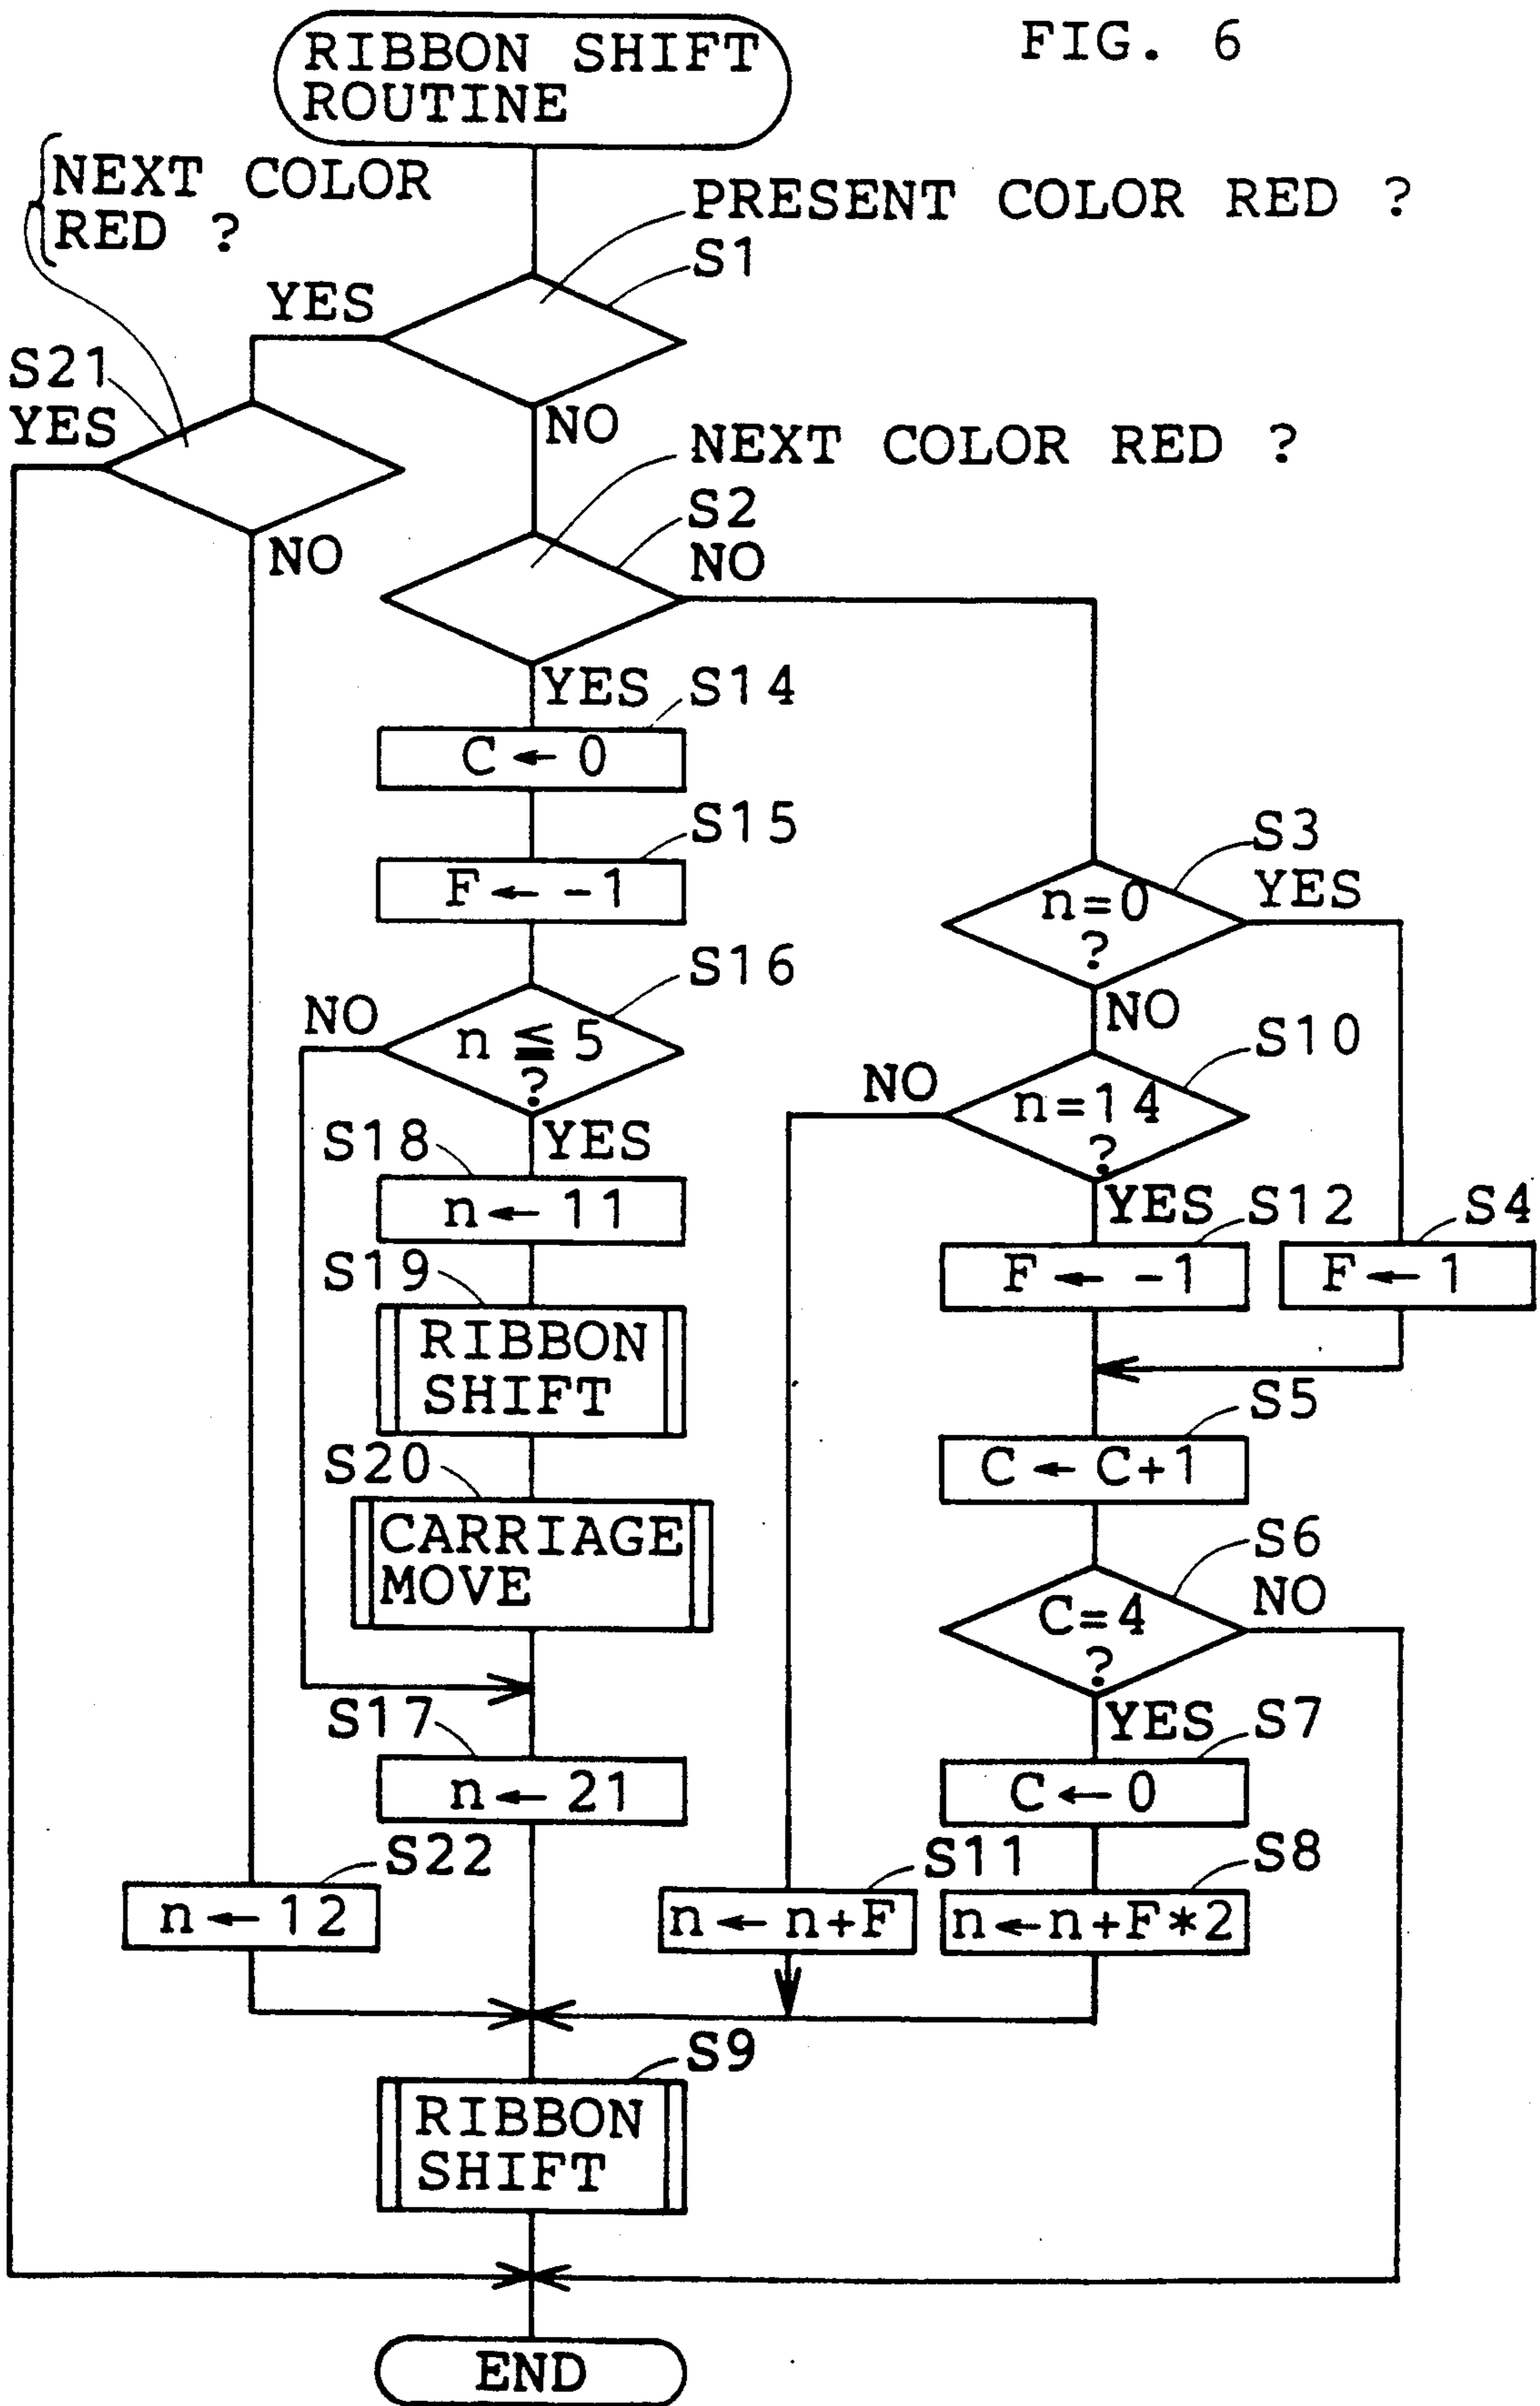 FIG. 6
RIBBON SHIFT
ROUTINE
NEXT COLOR
RED ?
PRESENT COLOR RED ?
S1
YES
S21
YES
NO
NEXT COLOR RED ?
S2
NO
NO
YES
S14
C ← 0
S15
F ← -1
S3
n=0
?
YES
S16
NO
n ≦ 5
?
NO
S10
NO
n=14
?
S18
YES
n ← 11
YES
S12
S4
F ← -1
F ← 1
S19
RIBBON
SHIFT
S5
C ← C+1
S20
CARRIAGE
MOVE
S6
C=4
?
NO
S17
n ← 21
YES
S7
C ← 0
S22
n ← 12
S11
n ← n+F
S8
n ← n+F*2
S9
RIBBON
SHIFT
END